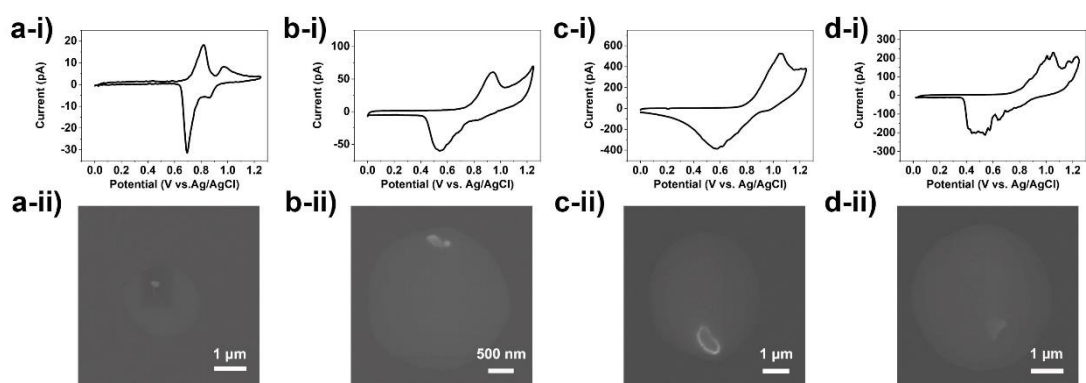 a-i)
Current (pA)
20
10
0
-10
-20
-30
0.0 0.2 0.4 0.6 0.8 1.0 1.2
Potential (V vs.Ag/AgCl)
b-i)
Current (pA)
100
50
0
-50
0.0 0.2 0.4 0.6 0.8 1.0 1.2
Potential (V vs. Ag/AgCl)
c-i)
Current (pA)
600
400
200
0
-200
-400
0.0 0.2 0.4 0.6 0.8 1.0 1.2
Potential (V vs. Ag/AgCl)
d-i)
Current (pA)
300
200
100
0
-100
-200
-300
0.0 0.2 0.4 0.6 0.8 1.0 1.2
Potential (V vs. Ag/AgCl)
a-ii)
1 µm
b-ii)
500 nm
c-ii)
1 µm
d-ii)
1 µm